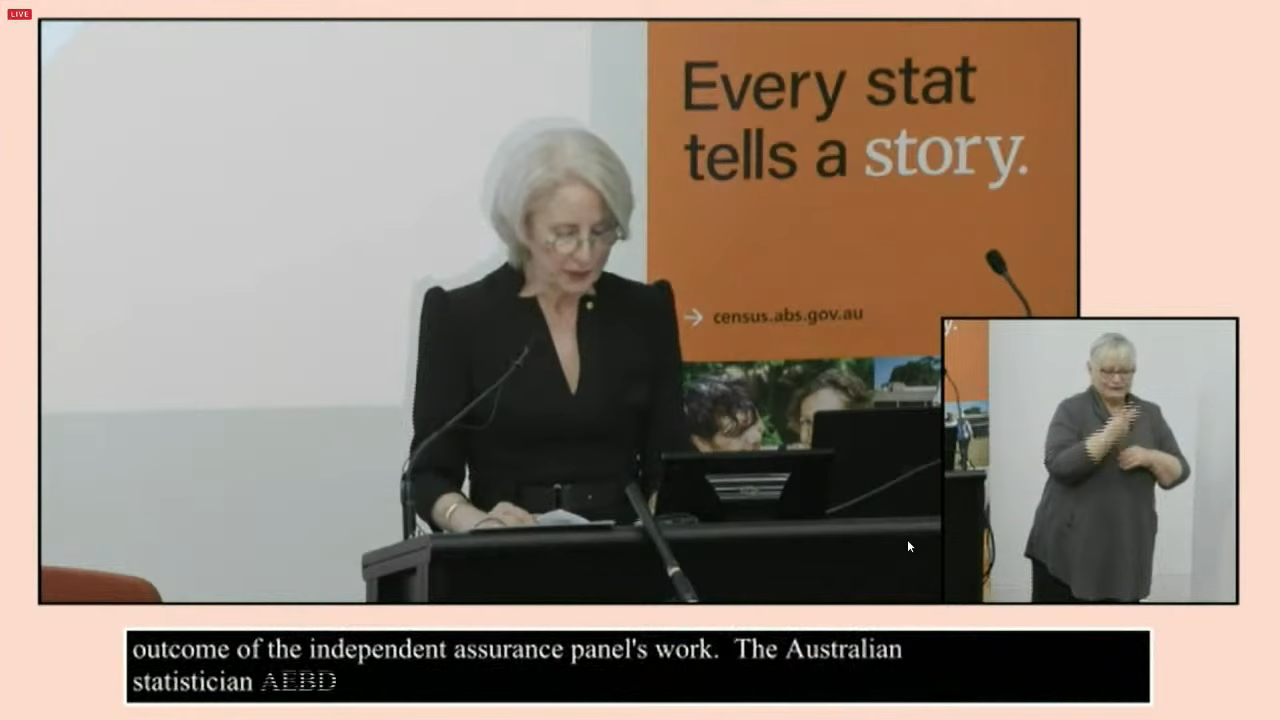 LIVE
Every stat
tells a story.
→ census.abs.gov.au
y.
outcome of the independent assurance panel's work.  The Australian
statistician AEBD